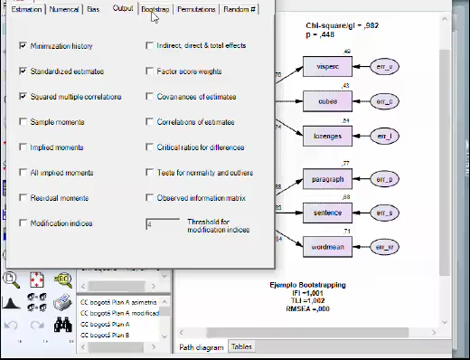 Estimation Numerical Bias Output Bootstrap Permutations Random #
Minimization history
Indirect, direct & total effects
Standardized estimates
Factor score weights
Squared multiple correlations
Covariances of estimates
Sample moments
Correlations of estimates
Implied moments
Critical ratios for differences
All implied moments
Tests for normality and outliers
Residual moments
Observed information matrix
Modification indices
4
Threshold for
modification indices
Chi-square/gl = ,982
p = ,448
visperc
err_v
,43
cubes
err_c
lozenges
err_l
,77
paragraph
err_p
sentence
err_s
,71
wordmean
err_w
Ejemplo Bootstrapping
IFI =1,001
TLI =1,002
RMSEA =,000
CC bogotá Plan A asimetria
CC bogotá Plan A modificad
CC bogotá Plan A
CC bogotá Plan B
Path diagram Tables